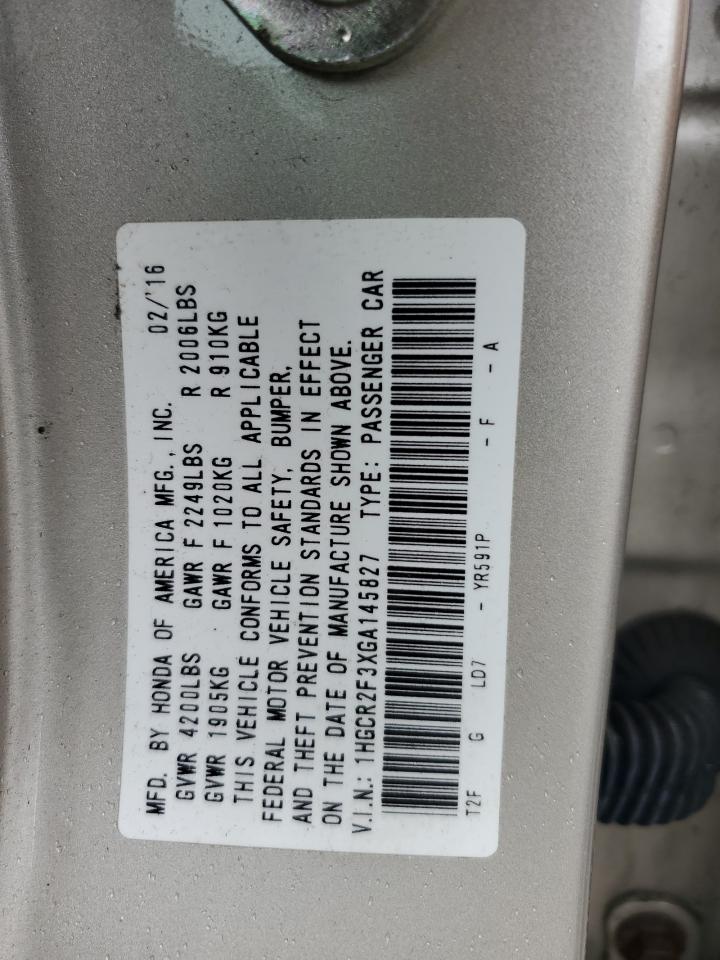 MFD. BY HONDA OF AMERICA MFG., INC. 02/'16
GVWR 4200LBS GAWR F 2249LBS R 2006LBS
GVWR 1905KG GAWR F 1020KG R 910KG
THIS VEHICLE CONFORMS TO ALL APPLICABLE
FEDERAL MOTOR VEHICLE SAFETY, BUMPER,
AND THEFT PREVENTION STANDARDS IN EFFECT
ON THE DATE OF MANUFACTURE SHOWN ABOVE.
V.I.N.: 1HGCR2F3XGA145827 TYPE: PASSENGER CAR
T2F G LD7 - YR591P - F - A